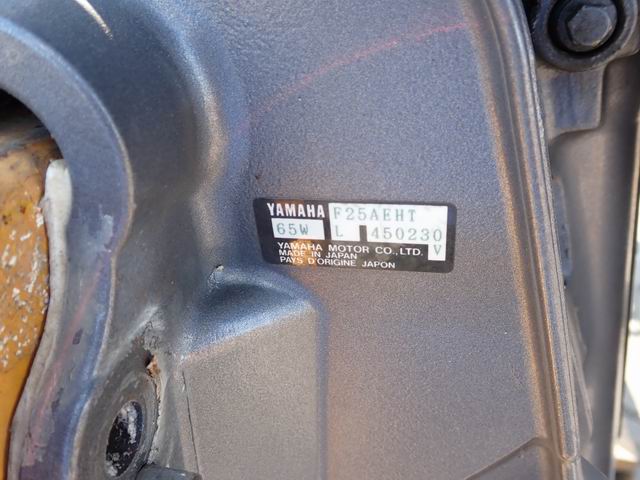 YAMAHA F25AEHT
65W L 450230
YAMAHA MOTOR CO., LTD. V
MADE IN JAPAN
PAYS D'ORIGINE JAPON